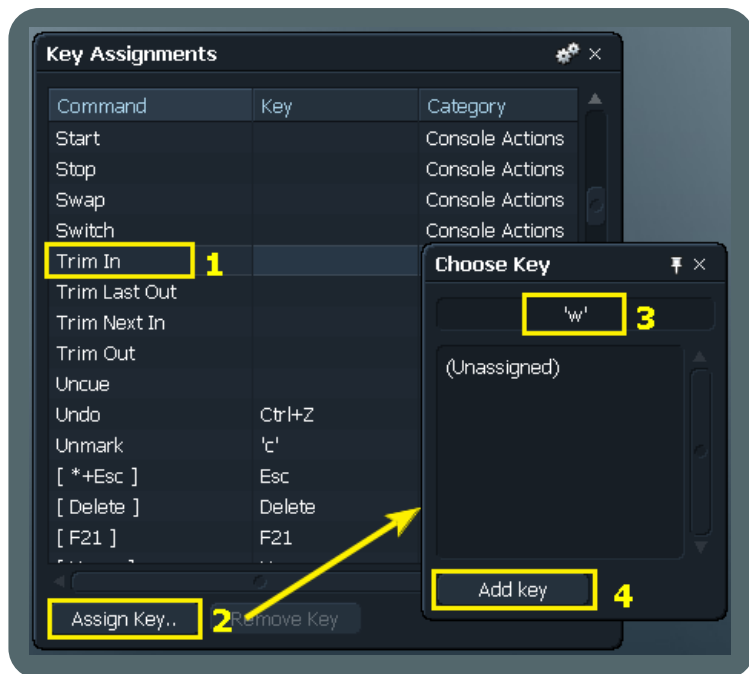 Key Assignments
Command Key Category
Start Console Actions
Stop Console Actions
Swap Console Actions
Switch Console Actions
Trim In 1
Trim Last Out
Trim Next In
Trim Out
Uncue
Undo Ctrl+Z
Unmark 'c'
[ *+Esc ] Esc
[ Delete ] Delete
[ F21 ] F21
Assign Key.. 2 Remove Key
Choose Key
'w' 3
(Unassigned)
Add key 4